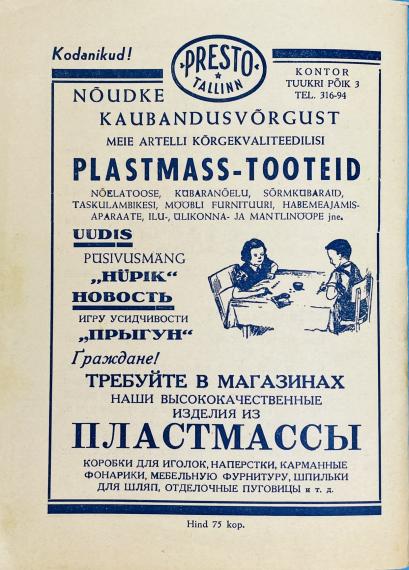 Kodanikud!
PRESTO
TALLINN
KONTOR
TUUKRI PÕIK 3
TEL. 316-94
NÕUDKE
KAUBANDUSVÕRGUST
MEIE ARTELLI KÕRGEKVALITEEDILISI
PLASTMASS-TOOTEID
NÕELATOOSE, KÜBARANÕELU, SÕRMKÜBARAID,
TASKULAMBIKESI, MÖÖBLI FURNITUURI, HABEMEAJAMIS-
APARAATE, ILU-, ÜLIKONNA- JA MANTLINÖÖPE jne.
UUDIS
PÜSIVUSMÄNG
„HÜPIK“
НОВОСТЬ
ИГРУ УСИДЧИВОСТИ
„ПРЫГУН“
Граждане!
ТРЕБУЙТЕ В МАГАЗИНАХ
НАШИ ВЫСОКОКАЧЕСТВЕННЫЕ
ИЗДЕЛИЯ ИЗ
ПЛАСТМАССЫ
КОРОБКИ ДЛЯ ИГОЛОК, НАПЕРСТКИ, КАРМАННЫЕ
ФОНАРИКИ, МЕБЕЛЬНУЮ ФУРНИТУРУ, ШПИЛЬКИ
ДЛЯ ШЛЯП, ОТДЕЛОЧНЫЕ ПУГОВИЦЫ и т. д.
Hind 75 kop.